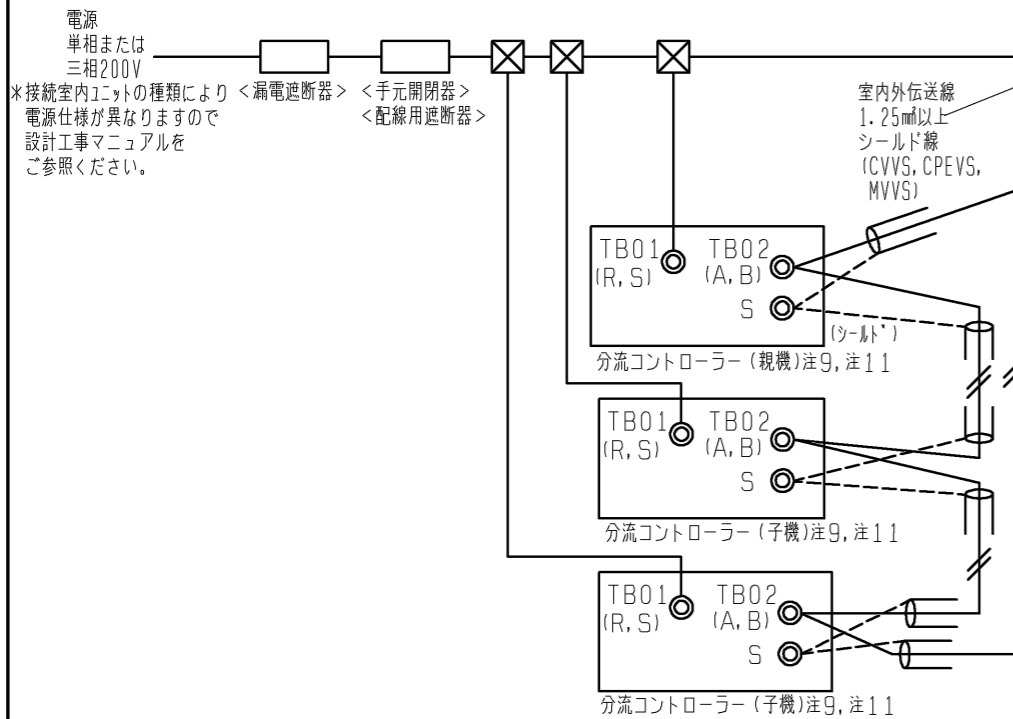 電源
単相または
三相200V
*接続室内ユニットの種類により
電源仕様が異なりますので
設計工事マニュアルを
ご参照ください。
<漏電遮断器>
<手元開閉器>
<配線用遮断器>
室内外伝送線
1.25㎟以上
シールド線
(CVVS,CPEVS,
MVVS)
TB01
(R,S)
TB02
(A,B)
S
(シールド)
分流コントローラー(親機)注9,注11
TB01
(R,S)
TB02
(A,B)
S
分流コントローラー(子機)注9,注11
TB01
(R,S)
TB02
(A,B)
S
分流コントローラー(子機)注9,注11